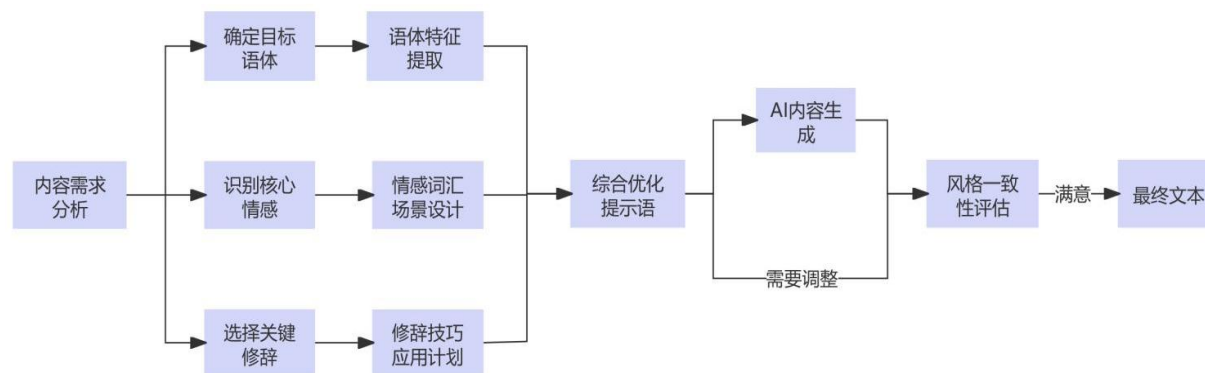 确定目标
语体
语体特征
提取
内容需求
分析
识别核心
情感
情感词汇
场景设计
选择关键
修辞
修辞技巧
应用计划
综合优化
提示语
AI内容生
成
需要调整
风格一致
性评估
满意
最终文本